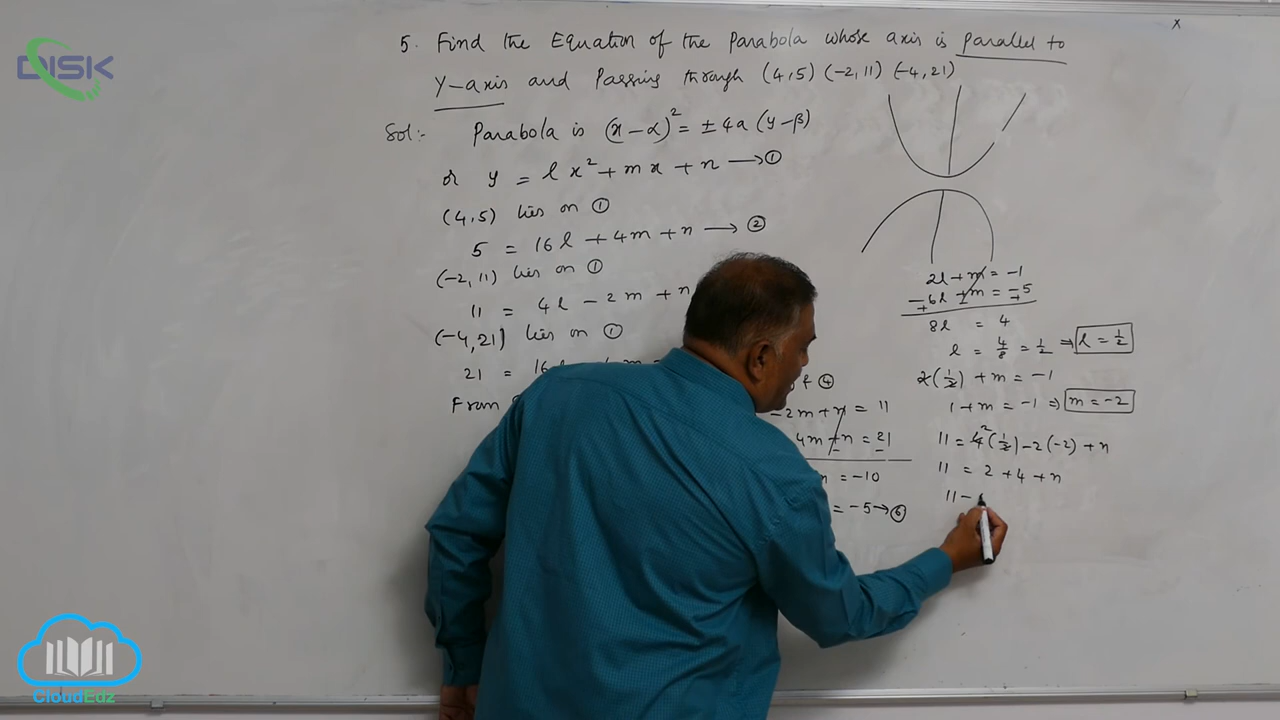 x
DISK
5. Find the Equation of the Parabola whose axis is parallel to
Y-axis and Passing through (4,5) (-2,11) (-4,21)
Sol:- Parabola is (x-α)² = ±4a (y-β)
or y = lx² + mx + n → ①
(4,5) lies on ①
5 = 16l + 4m + n → ②
(-2,11) lies on ①
11 = 4l - 2m + n
(-4,21) lies on ①
21 =
From
④
-2m + n = 11
4m + n = 21
= -10
= -5 → ⑥
2l + m = -1
-6l + m = -5
8l = 4
l = 4/8 = 1/2 ⇒ l = 1/2
2(1/2) + m = -1
1 + m = -1 ⇒ m = -2
11 = 4(1/2) - 2(-2) + n
11 = 2 + 4 + n
11 -
CloudEdz